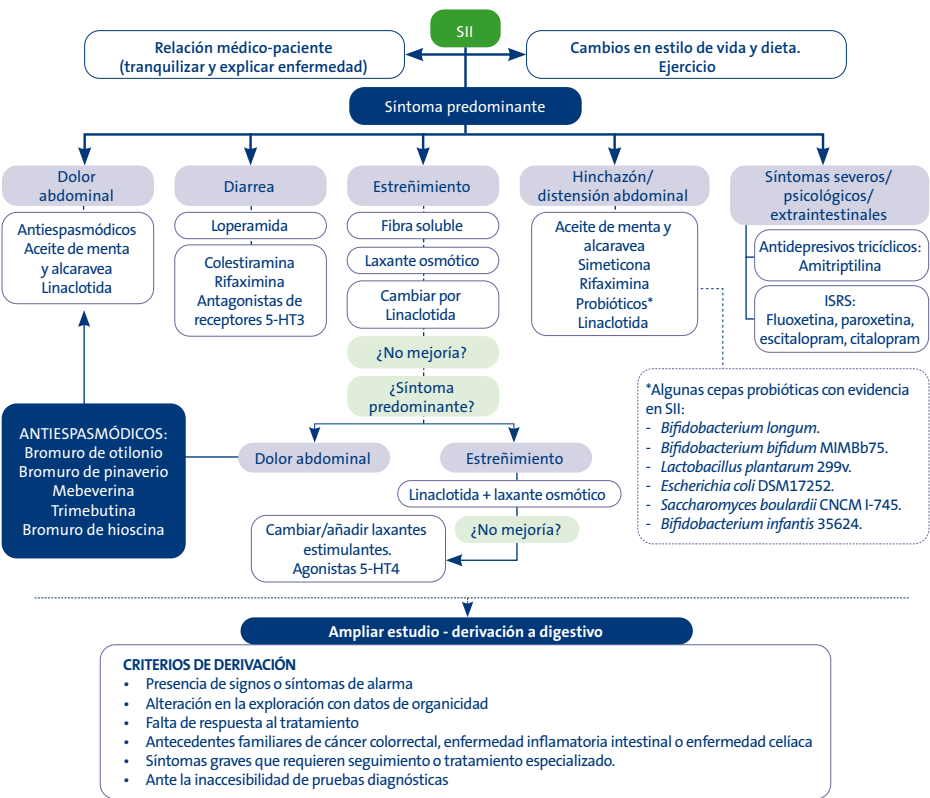 SII
Relación médico-paciente
(tranquilizar y explicar enfermedad)
Cambios en estilo de vida y dieta.
Ejercicio
Síntoma predominante
Dolor
abdominal
Antiespasmódicos
Aceite de menta
y alcaravea
Linaclotida
Diarrea
Loperamida
Colestiramina
Rifaximina
Antagonistas de
receptores 5-HT3
Estreñimiento
Fibra soluble
Laxante osmótico
Cambiar por
Linaclotida
¿No mejoría?
¿Síntoma
predominante?
Hinchazón/
distensión abdominal
Aceite de menta y
alcaravea
Simeticona
Rifaximina
Probióticos*
Linaclotida
Síntomas severos/
psicológicos/
extraintestinales
Antidepresivos tricíclicos:
Amitriptilina
ISRS:
Fluoxetina, paroxetina,
escitalopram, citalopram
*Algunas cepas probióticas con evidencia
en SII:
- Bifidobacterium longum.
- Bifidobacterium bifidum MIMBb75.
- Lactobacillus plantarum 299v.
- Escherichia coli DSM17252.
- Saccharomyces boulardii CNCM I-745.
- Bifidobacterium infantis 35624.
ANTIESPASMÓDICOS:
Bromuro de otilonio
Bromuro de pinaverio
Mebeverina
Trimebutina
Bromuro de hioscina
Dolor abdominal
Estreñimiento
Linaclotida + laxante osmótico
¿No mejoría?
Cambiar/añadir laxantes
estimulantes.
Agonistas 5-HT4
Ampliar estudio - derivación a digestivo
CRITERIOS DE DERIVACIÓN
• Presencia de signos o síntomas de alarma
• Alteración en la exploración con datos de organicidad
• Falta de respuesta al tratamiento
• Antecedentes familiares de cáncer colorrectal, enfermedad inflamatoria intestinal o enfermedad celíaca
• Síntomas graves que requieren seguimiento o tratamiento especializado.
• Ante la inaccesibilidad de pruebas diagnósticas